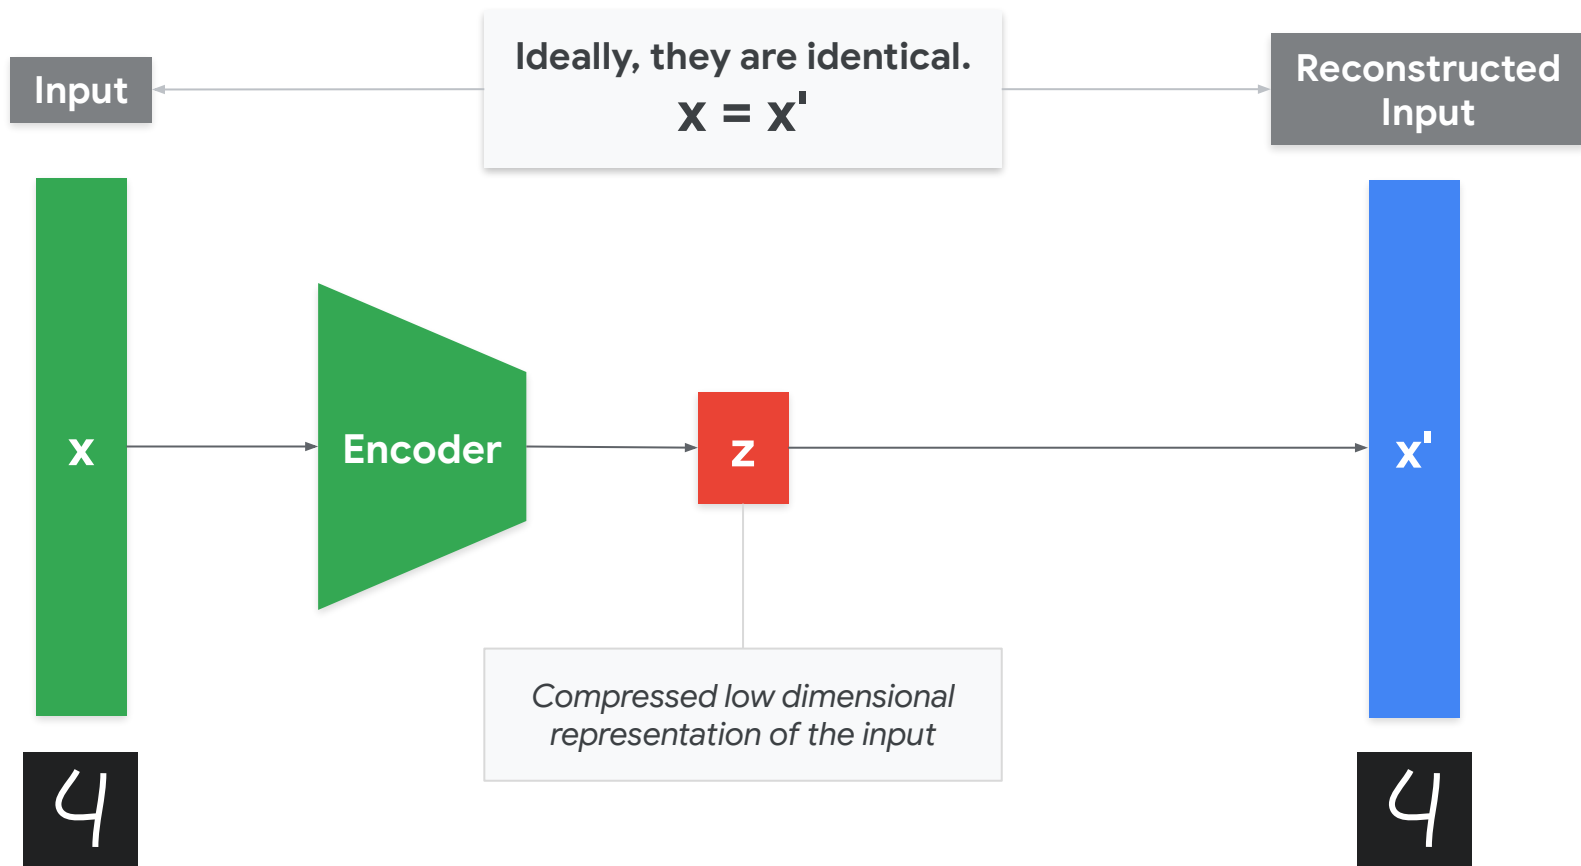 Input
Ideally, they are identical.
x = x'
Reconstructed
Input
x
Encoder
z
x'
Compressed low dimensional
representation of the input
4
4